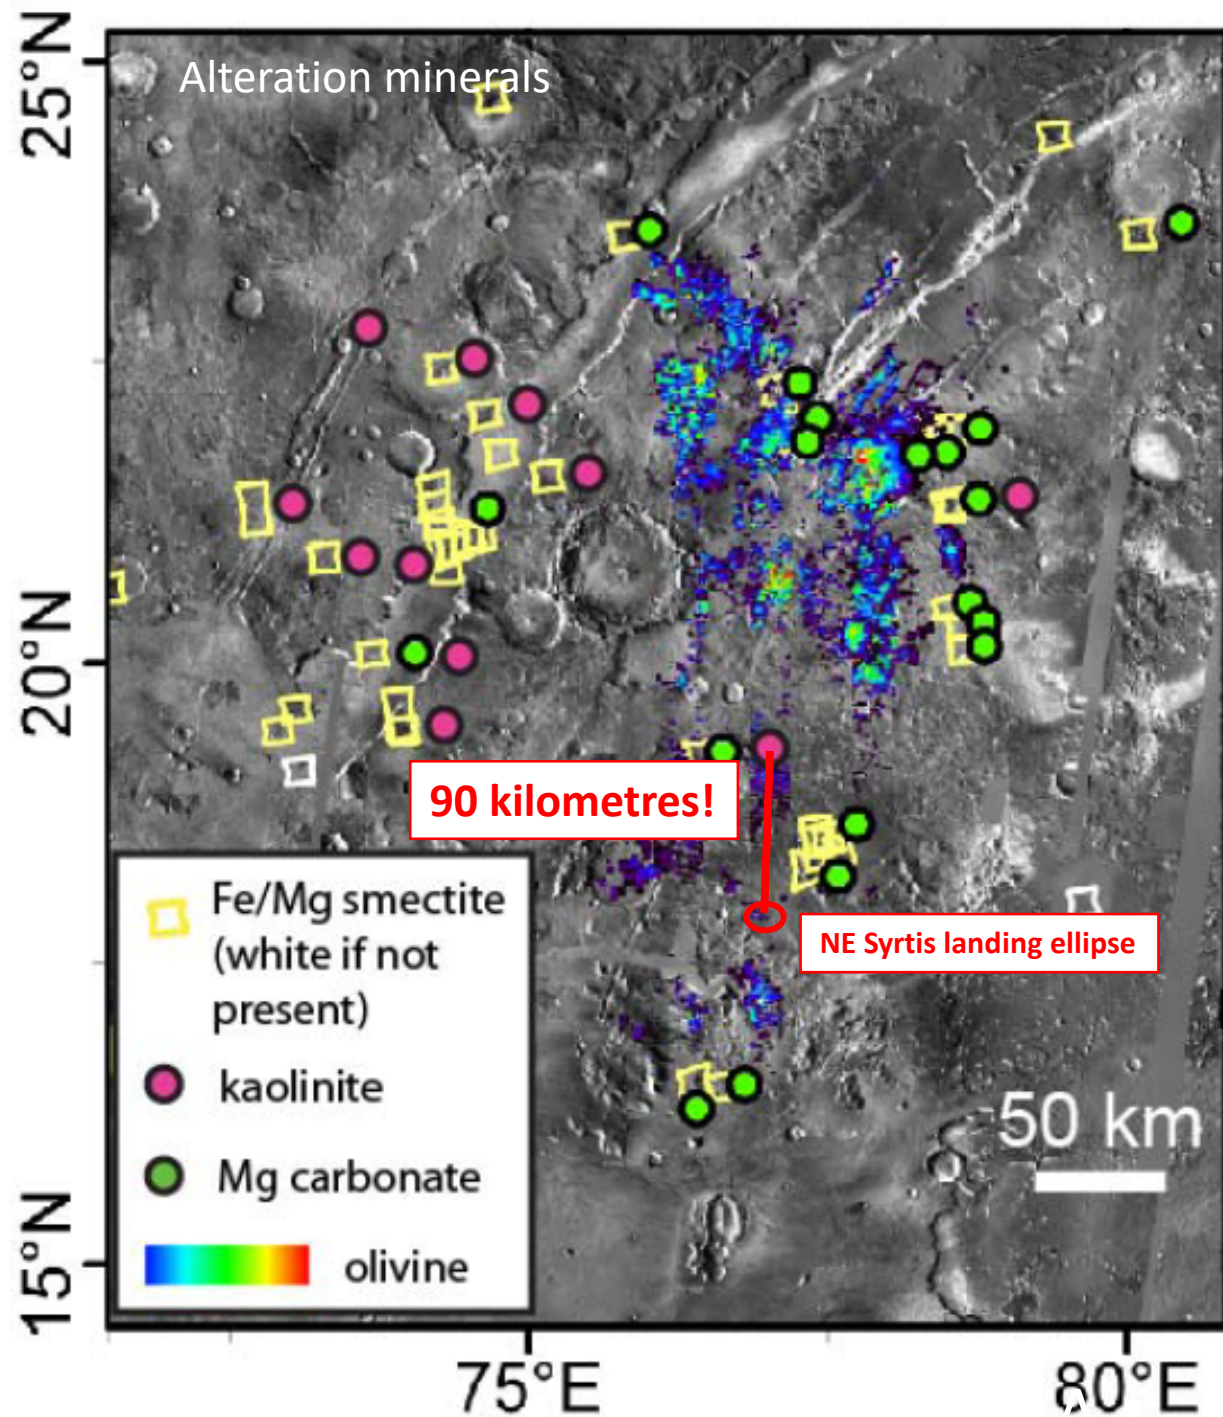 Alteration minerals
25°N
20°N
15°N
90 kilometres!
NE Syrtis landing ellipse
Fe/Mg smectite
(white if not
present)
kaolinite
Mg carbonate
olivine
50 km
75°E
80°E